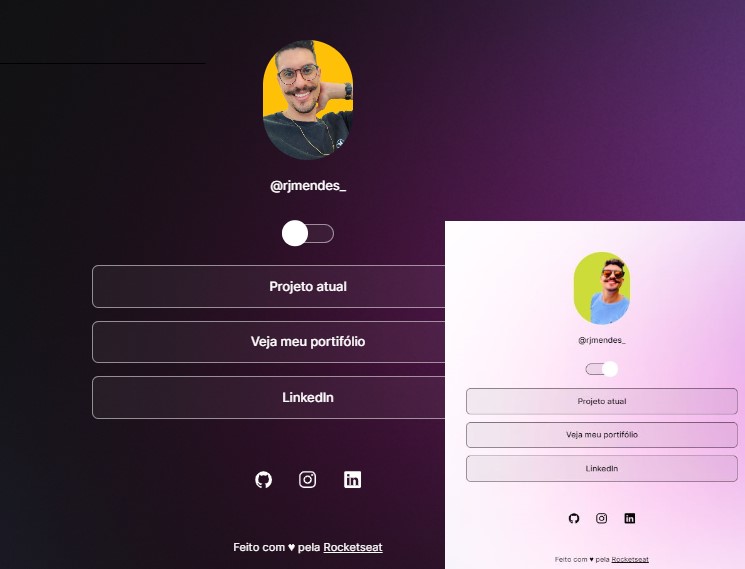 @rjmendes_
Projeto atual
Veja meu portifólio
LinkedIn
Feito com ♥ pela Rocketseat
@rjmendes_
Projeto atual
Veja meu portifólio
LinkedIn
Feito com ♥ pela Rocketseat